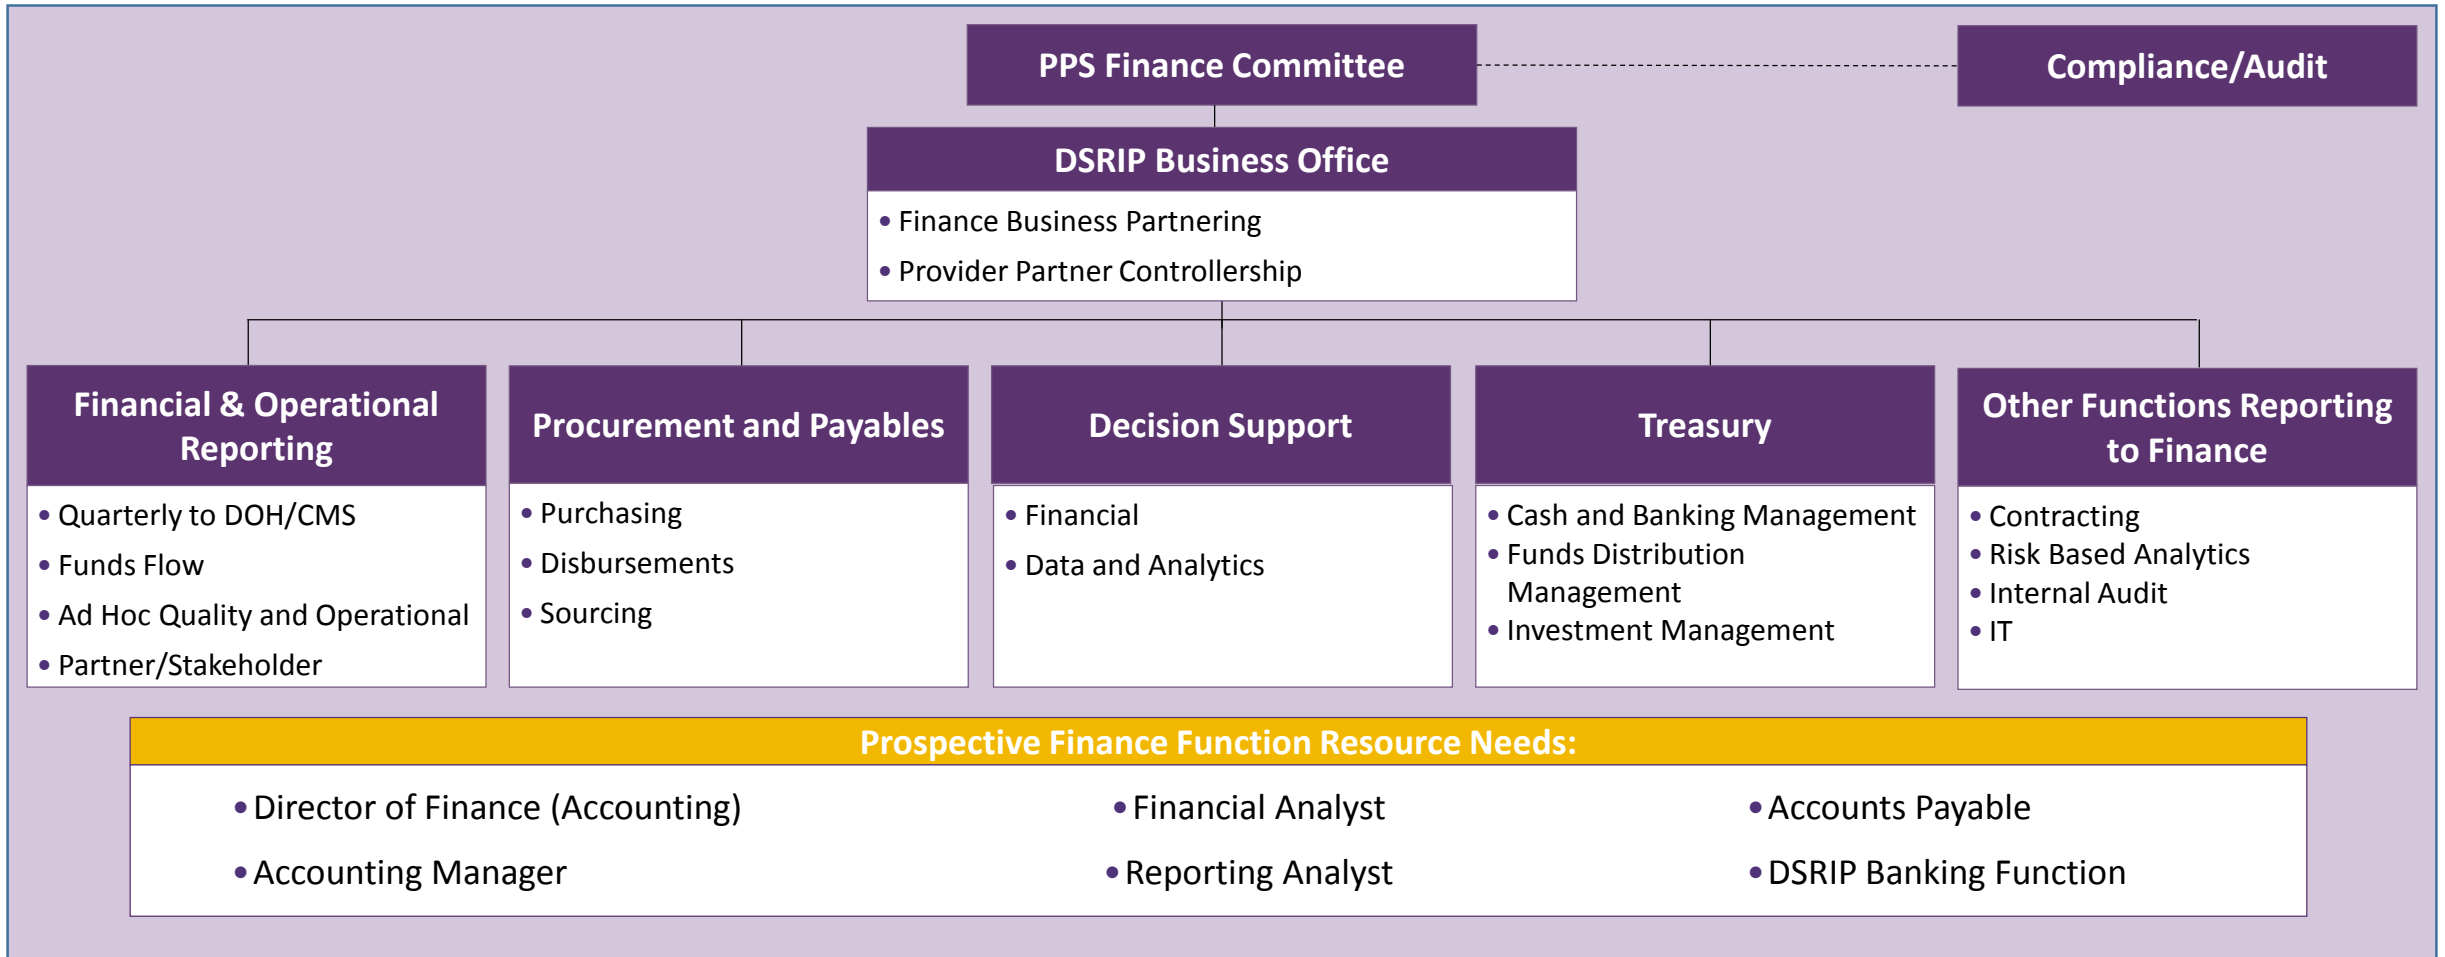 PPS Finance Committee
Compliance/Audit
DSRIP Business Office
• Finance Business Partnering
• Provider Partner Controllership
Financial & Operational
Reporting
• Quarterly to DOH/CMS
• Funds Flow
• Ad Hoc Quality and Operational
• Partner/Stakeholder
Procurement and Payables
• Purchasing
• Disbursements
• Sourcing
Decision Support
• Financial
• Data and Analytics
Treasury
• Cash and Banking Management
• Funds Distribution
Management
• Investment Management
Other Functions Reporting
to Finance
• Contracting
• Risk Based Analytics
• Internal Audit
• IT
Prospective Finance Function Resource Needs:
• Director of Finance (Accounting)
• Accounting Manager
• Financial Analyst
• Reporting Analyst
• Accounts Payable
• DSRIP Banking Function